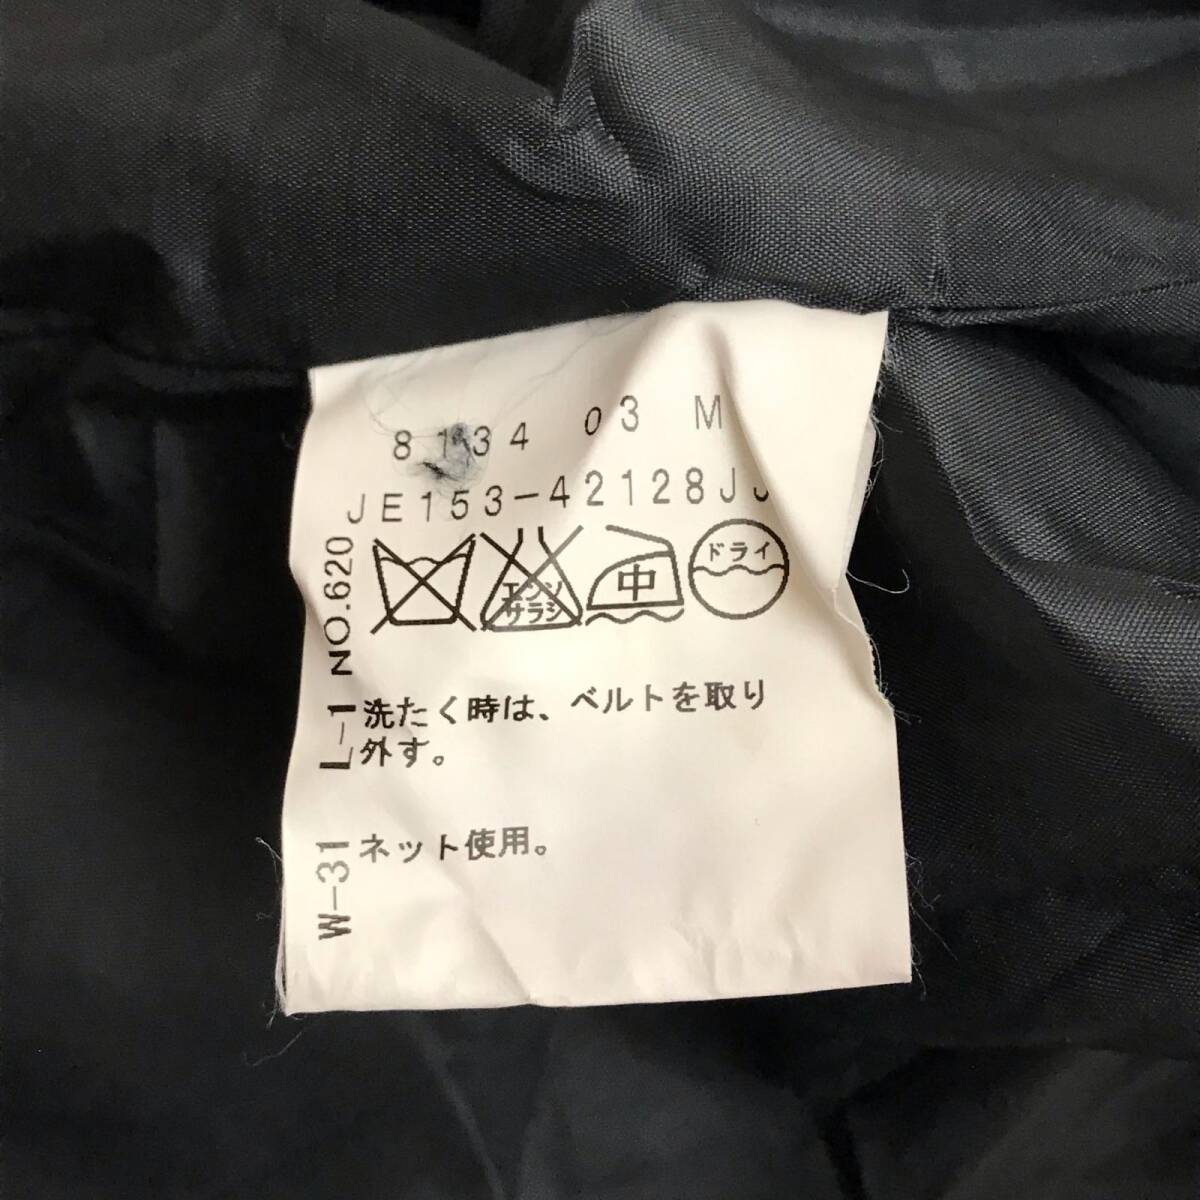 8134 03 M
JE153-42128JJ
エンソ
サラシ
中
ドライ
洗たく時は、ベルトを取り
外す。
ネット使用。
W-31 L-1 NO.620